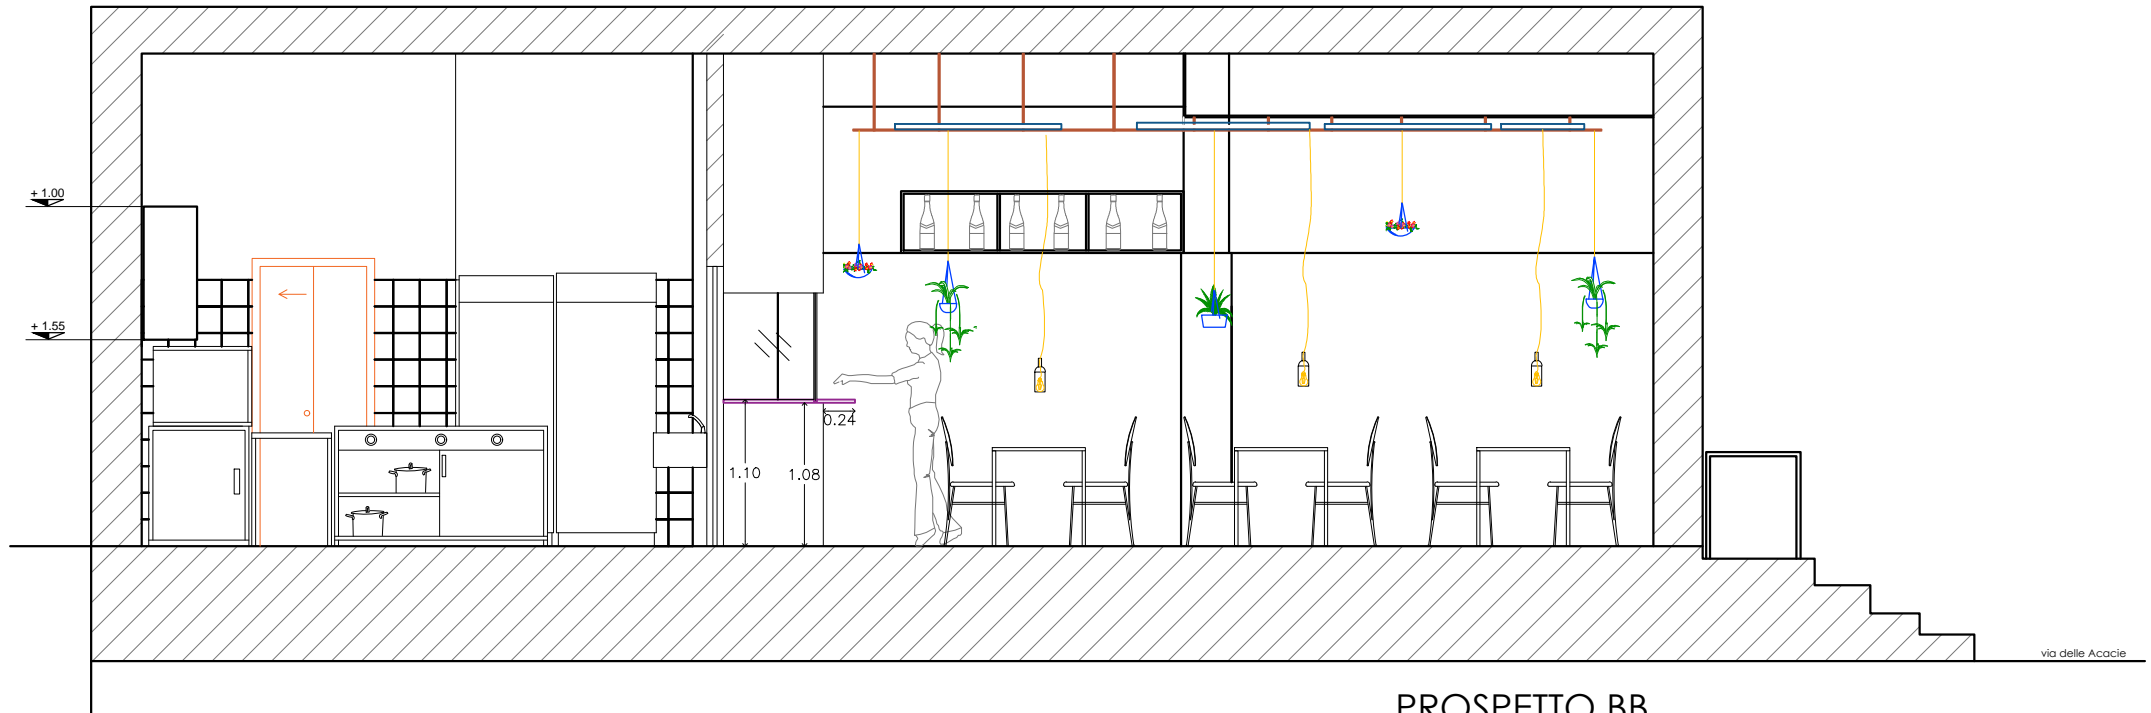 + 1.00
+ 1.55
0.24
1.10
1.08
via delle Acacie
PROSPETTO BB